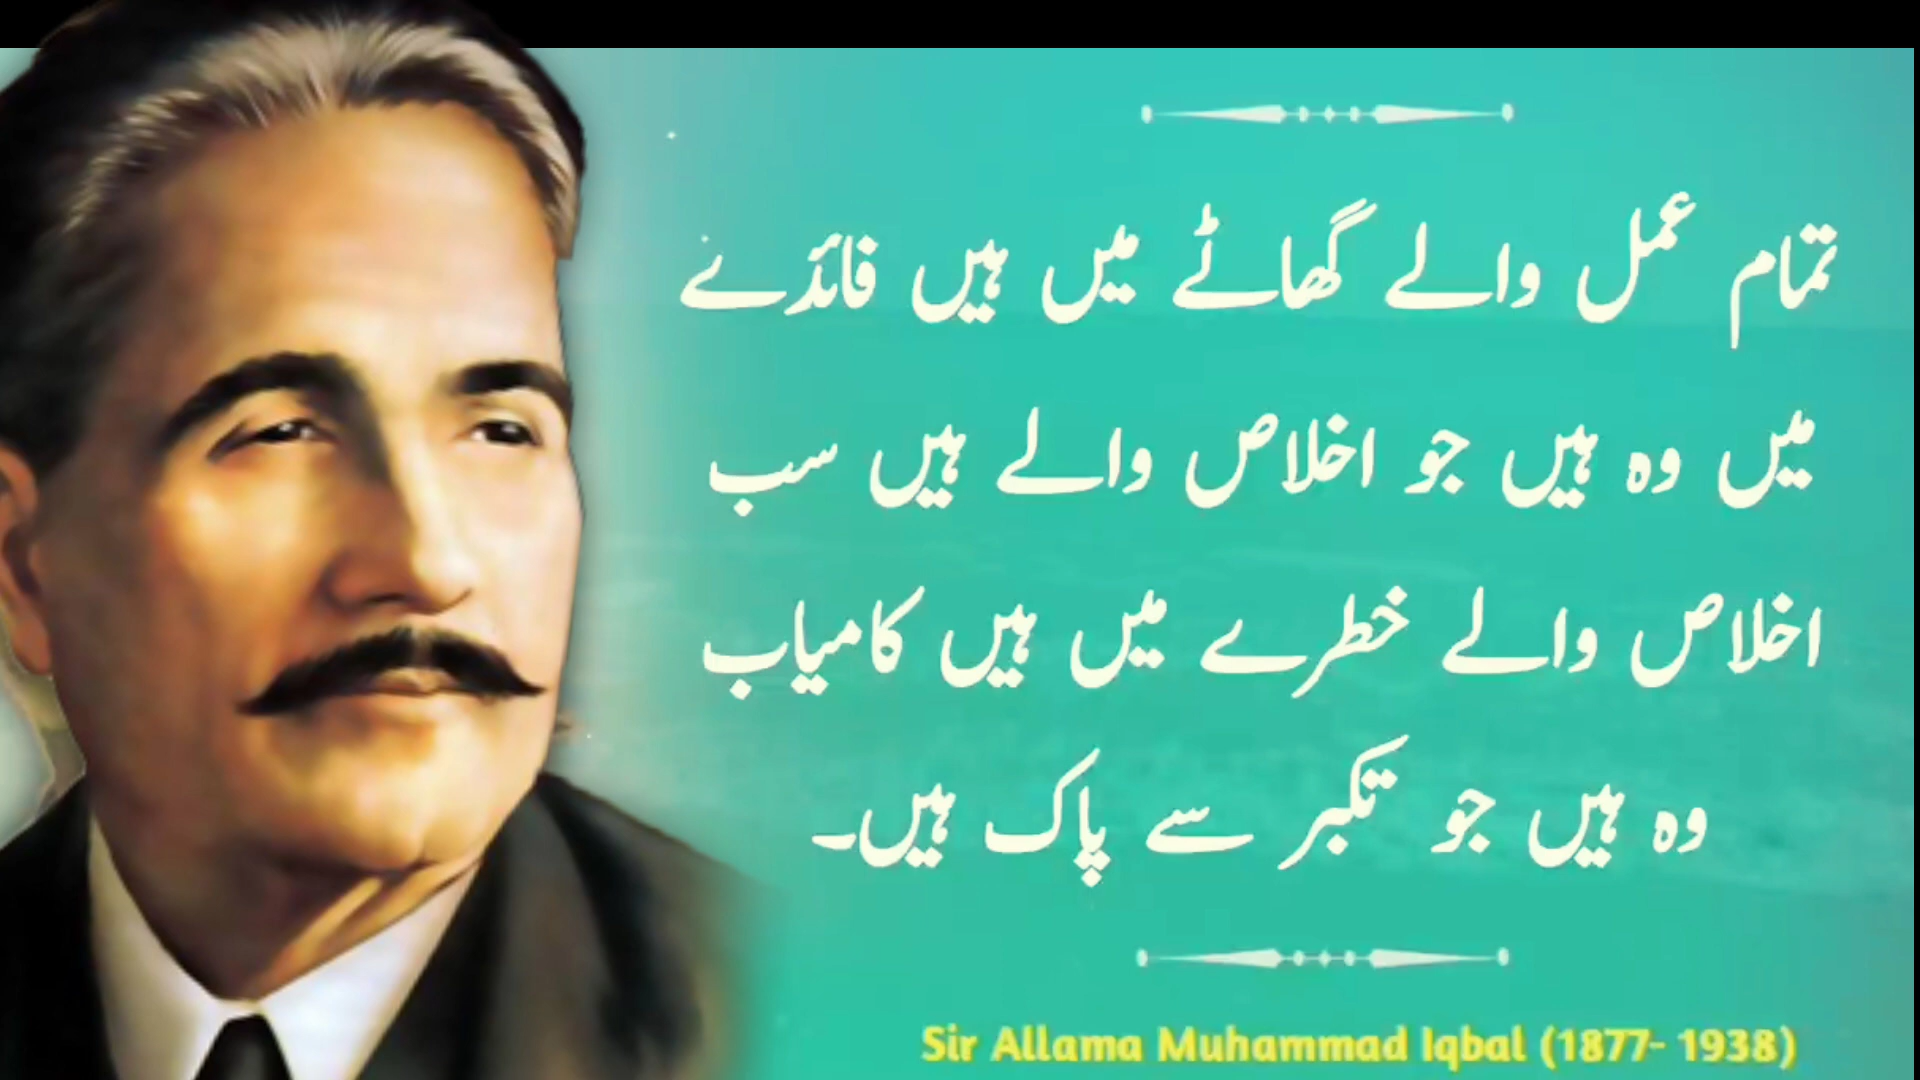 تمام عمل والے گھاٹے میں ہیں فائدے
میں وہ ہیں جو اخلاص والے ہیں سب
اخلاص والے خطرے میں ہیں کامیاب
وہ ہیں جو تکبر سے پاک ہیں۔
Sir Allama Muhammad Iqbal (1877- 1938)